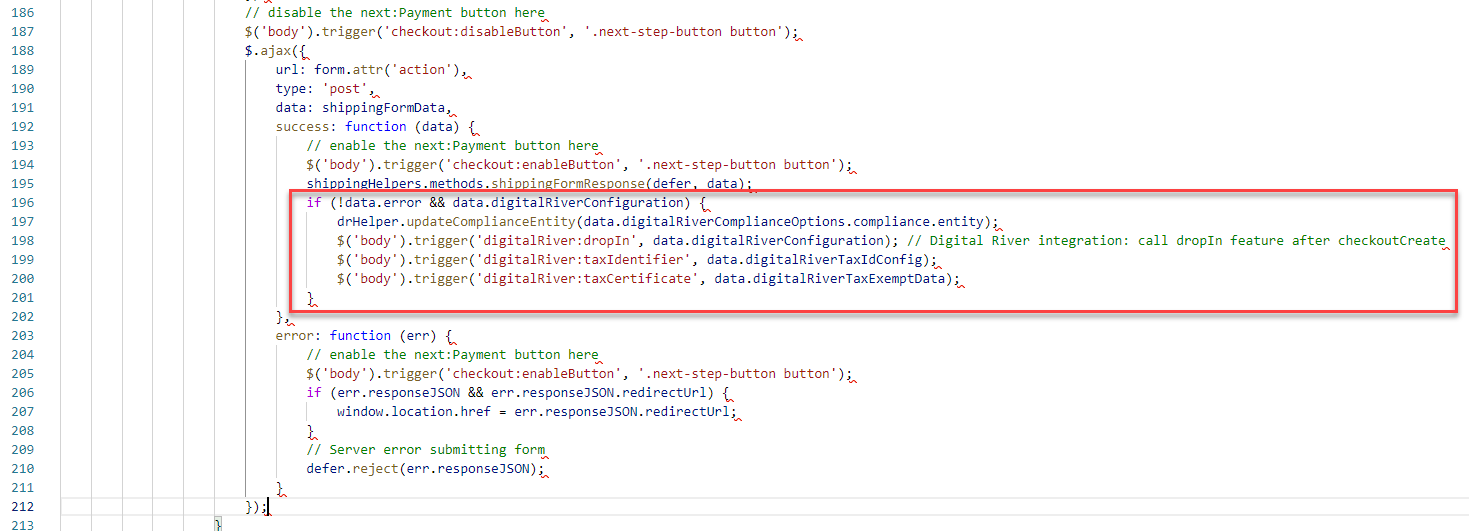 186 // disable the next:Payment button here
187 $('body').trigger('checkout:disableButton', '.next-step-button button');
188 $.ajax({
189 url: form.attr('action'),
190 type: 'post',
191 data: shippingFormData,
192 success: function (data) {
193 // enable the next:Payment button here
194 $('body').trigger('checkout:enableButton', '.next-step-button button');
195 shippingHelpers.methods.shippingFormResponse(defer, data);
196 if (!data.error && data.digitalRiverConfiguration) {
197 drHelper.updateComplianceEntity(data.digitalRiverComplianceOptions.compliance.entity);
198 $('body').trigger('digitalRiver:dropIn', data.digitalRiverConfiguration); // Digital River integration: call dropIn feature after checkoutCreate
199 $('body').trigger('digitalRiver:taxIdentifier', data.digitalRiverTaxIdConfig);
200 $('body').trigger('digitalRiver:taxCertificate', data.digitalRiverTaxExemptData);
201 }
202 },
203 error: function (err) {
204 // enable the next:Payment button here
205 $('body').trigger('checkout:enableButton', '.next-step-button button');
206 if (err.responseJSON && err.responseJSON.redirectUrl) {
207 window.location.href = err.responseJSON.redirectUrl;
208 }
209 // Server error submitting form
210 defer.reject(err.responseJSON);
211 }
212 });
213 }